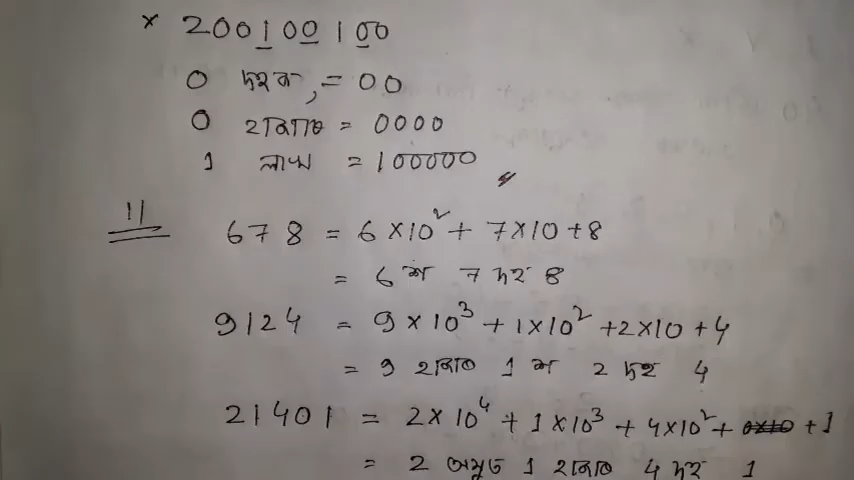 × 200100100
0 দহক, = 00
0 হাজার = 0000
1 লাখ = 100000
11
678 = 6×10² + 7×10+8
= 6 শ 7 দহ 8
9124 = 9×10³ + 1×10² +2×10 +4
= 9 হাজার 1 শ 2 দহ 4
21401 = 2×10⁴ + 1×10³ + 4×10² + 0×10 + 1
= 2 অযুত 1 হাজার 4 দহ 1